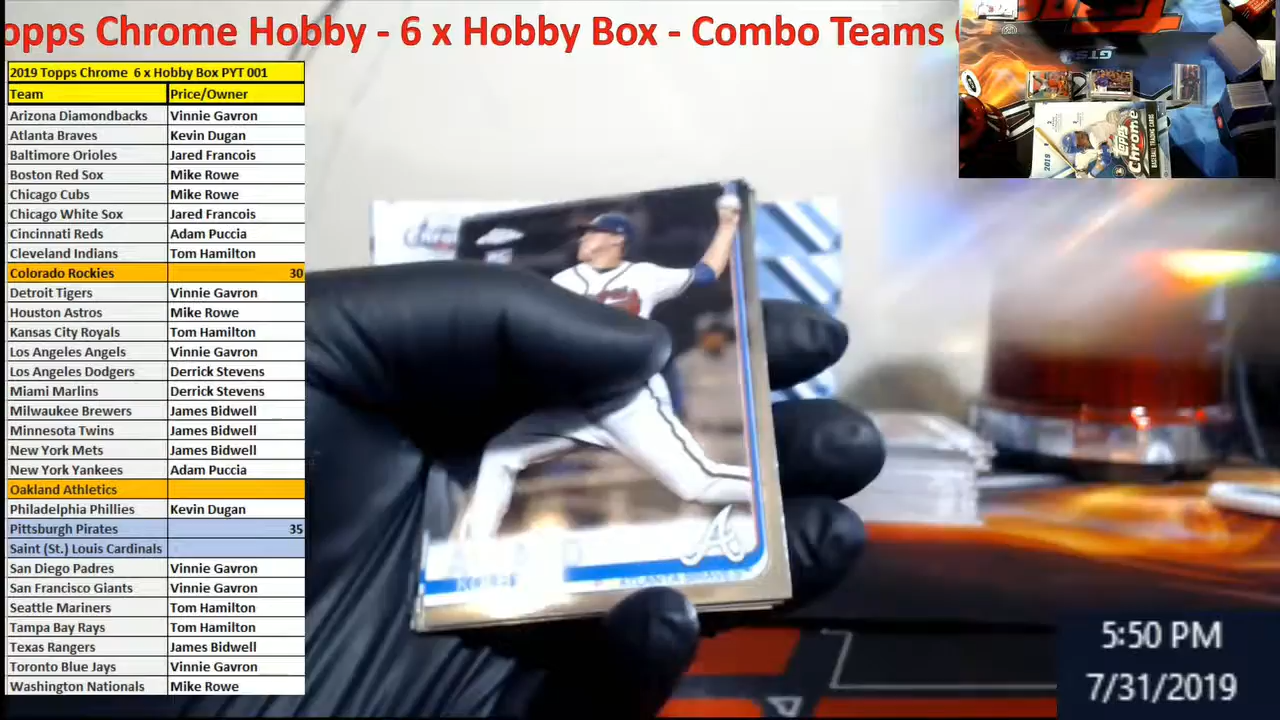 opps Chrome Hobby - 6 x Hobby Box - Combo Teams
2019 Topps Chrome 6 x Hobby Box PYT 001
Team Price/Owner
Arizona Diamondbacks Vinnie Gavron
Atlanta Braves Kevin Dugan
Baltimore Orioles Jared Francois
Boston Red Sox Mike Rowe
Chicago Cubs Mike Rowe
Chicago White Sox Jared Francois
Cincinnati Reds Adam Puccia
Cleveland Indians Tom Hamilton
Colorado Rockies 30
Detroit Tigers Vinnie Gavron
Houston Astros Mike Rowe
Kansas City Royals Tom Hamilton
Los Angeles Angels Vinnie Gavron
Los Angeles Dodgers Derrick Stevens
Miami Marlins Derrick Stevens
Milwaukee Brewers James Bidwell
Minnesota Twins James Bidwell
New York Mets James Bidwell
New York Yankees Adam Puccia
Oakland Athletics
Philadelphia Phillies Kevin Dugan
Pittsburgh Pirates 35
Saint (St.) Louis Cardinals
San Diego Padres Vinnie Gavron
San Francisco Giants Vinnie Gavron
Seattle Mariners Tom Hamilton
Tampa Bay Rays Tom Hamilton
Texas Rangers James Bidwell
Toronto Blue Jays Vinnie Gavron
Washington Nationals Mike Rowe
GTS
2019
Topps
Chrome
BASEBALL TRADING CARDS
A
ATLANTA BRAVES
5:50 PM
7/31/2019